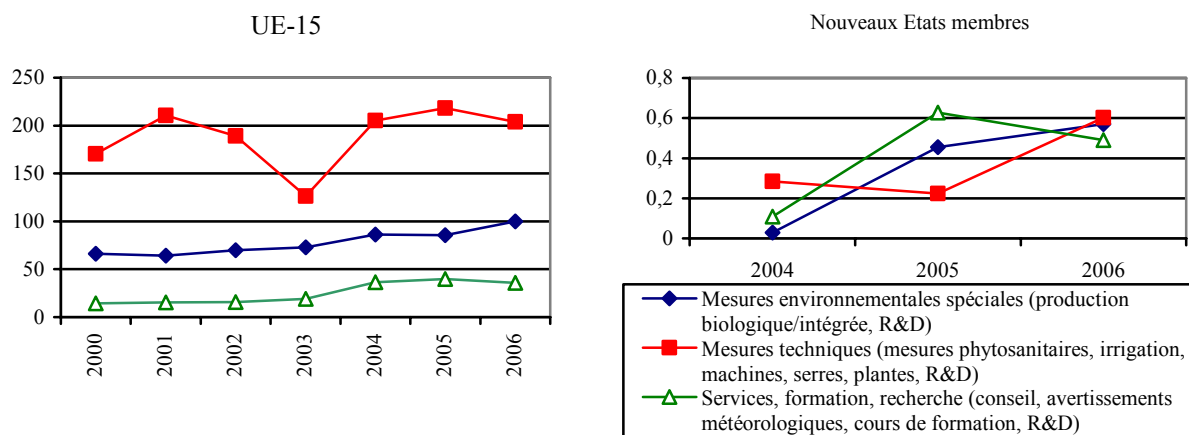 UE-15
250
200
150
100
50
0
2000
2001
2002
2003
2004
2005
2006
Nouveaux Etats membres
0,8
0,6
0,4
0,2
0
2004
2005
2006
Mesures environnementales spéciales (production
biologique/intégrée, R&D)
Mesures techniques (mesures phytosanitaires, irrigation,
machines, serres, plantes, R&D)
Services, formation, recherche (conseil, avertissements
météorologiques, cours de formation, R&D)